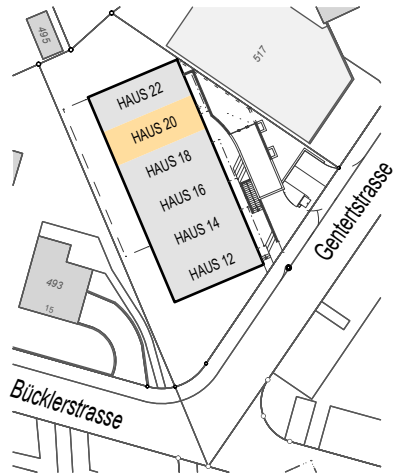 495
517
HAUS 22
HAUS 20
HAUS 18
HAUS 16
HAUS 14
HAUS 12
Gentertstrasse
493
15
Bücklerstrasse